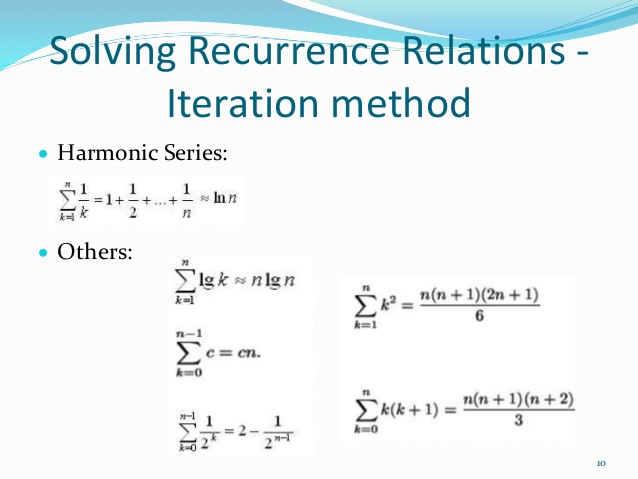 Solving Recurrence Relations -
Iteration method
• Harmonic Series:
∑_{k=1}^{n} 1/k = 1 + 1/2 + ... + 1/n ≈ ln n
• Others:
∑_{k=1}^{n} lg k ≈ n lg n
∑_{k=0}^{n−1} c = cn.
∑_{k=0}^{n−1} 1/2^k = 2 − 1/2^{n−1}
∑_{k=1}^{n} k² = n(n+1)(2n+1)/6
∑_{k=0}^{n} k(k+1) = n(n+1)(n+2)/3
10